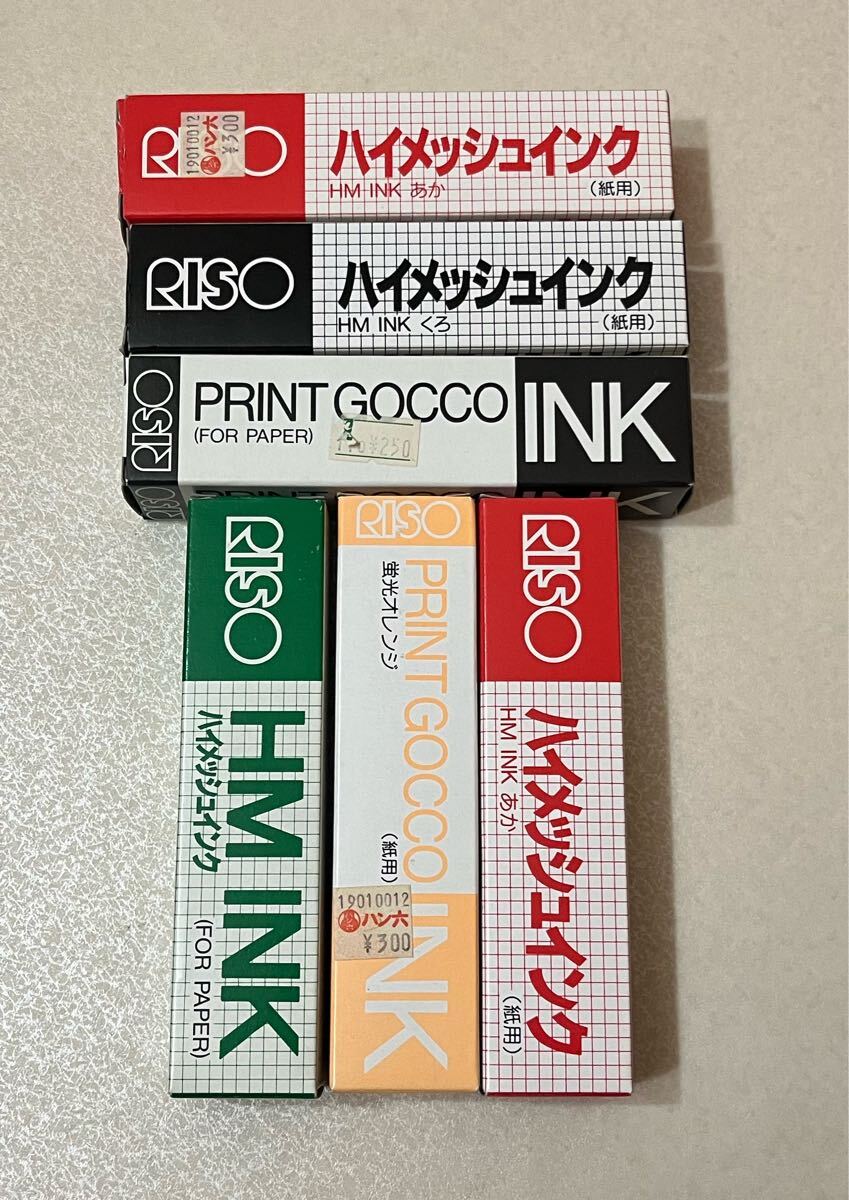 RISO
19010012
ハン六
¥300
ハイメッシュインク
HM INK あか
(紙用)
RISO
ハイメッシュインク
HM INK くろ
(紙用)
RISO
PRINT GOCCO
(FOR PAPER)
¥250
INK
RISO
PRINT GOCCO
INK
RISO
HM INK
ハイメッシュインク
(FOR PAPER)
RISO
PRINT GOCCO INK
蛍光オレンジ
(紙用)
19010012
ハン六
¥300
RISO
ハイメッシュインク
HM INK あか
(紙用)